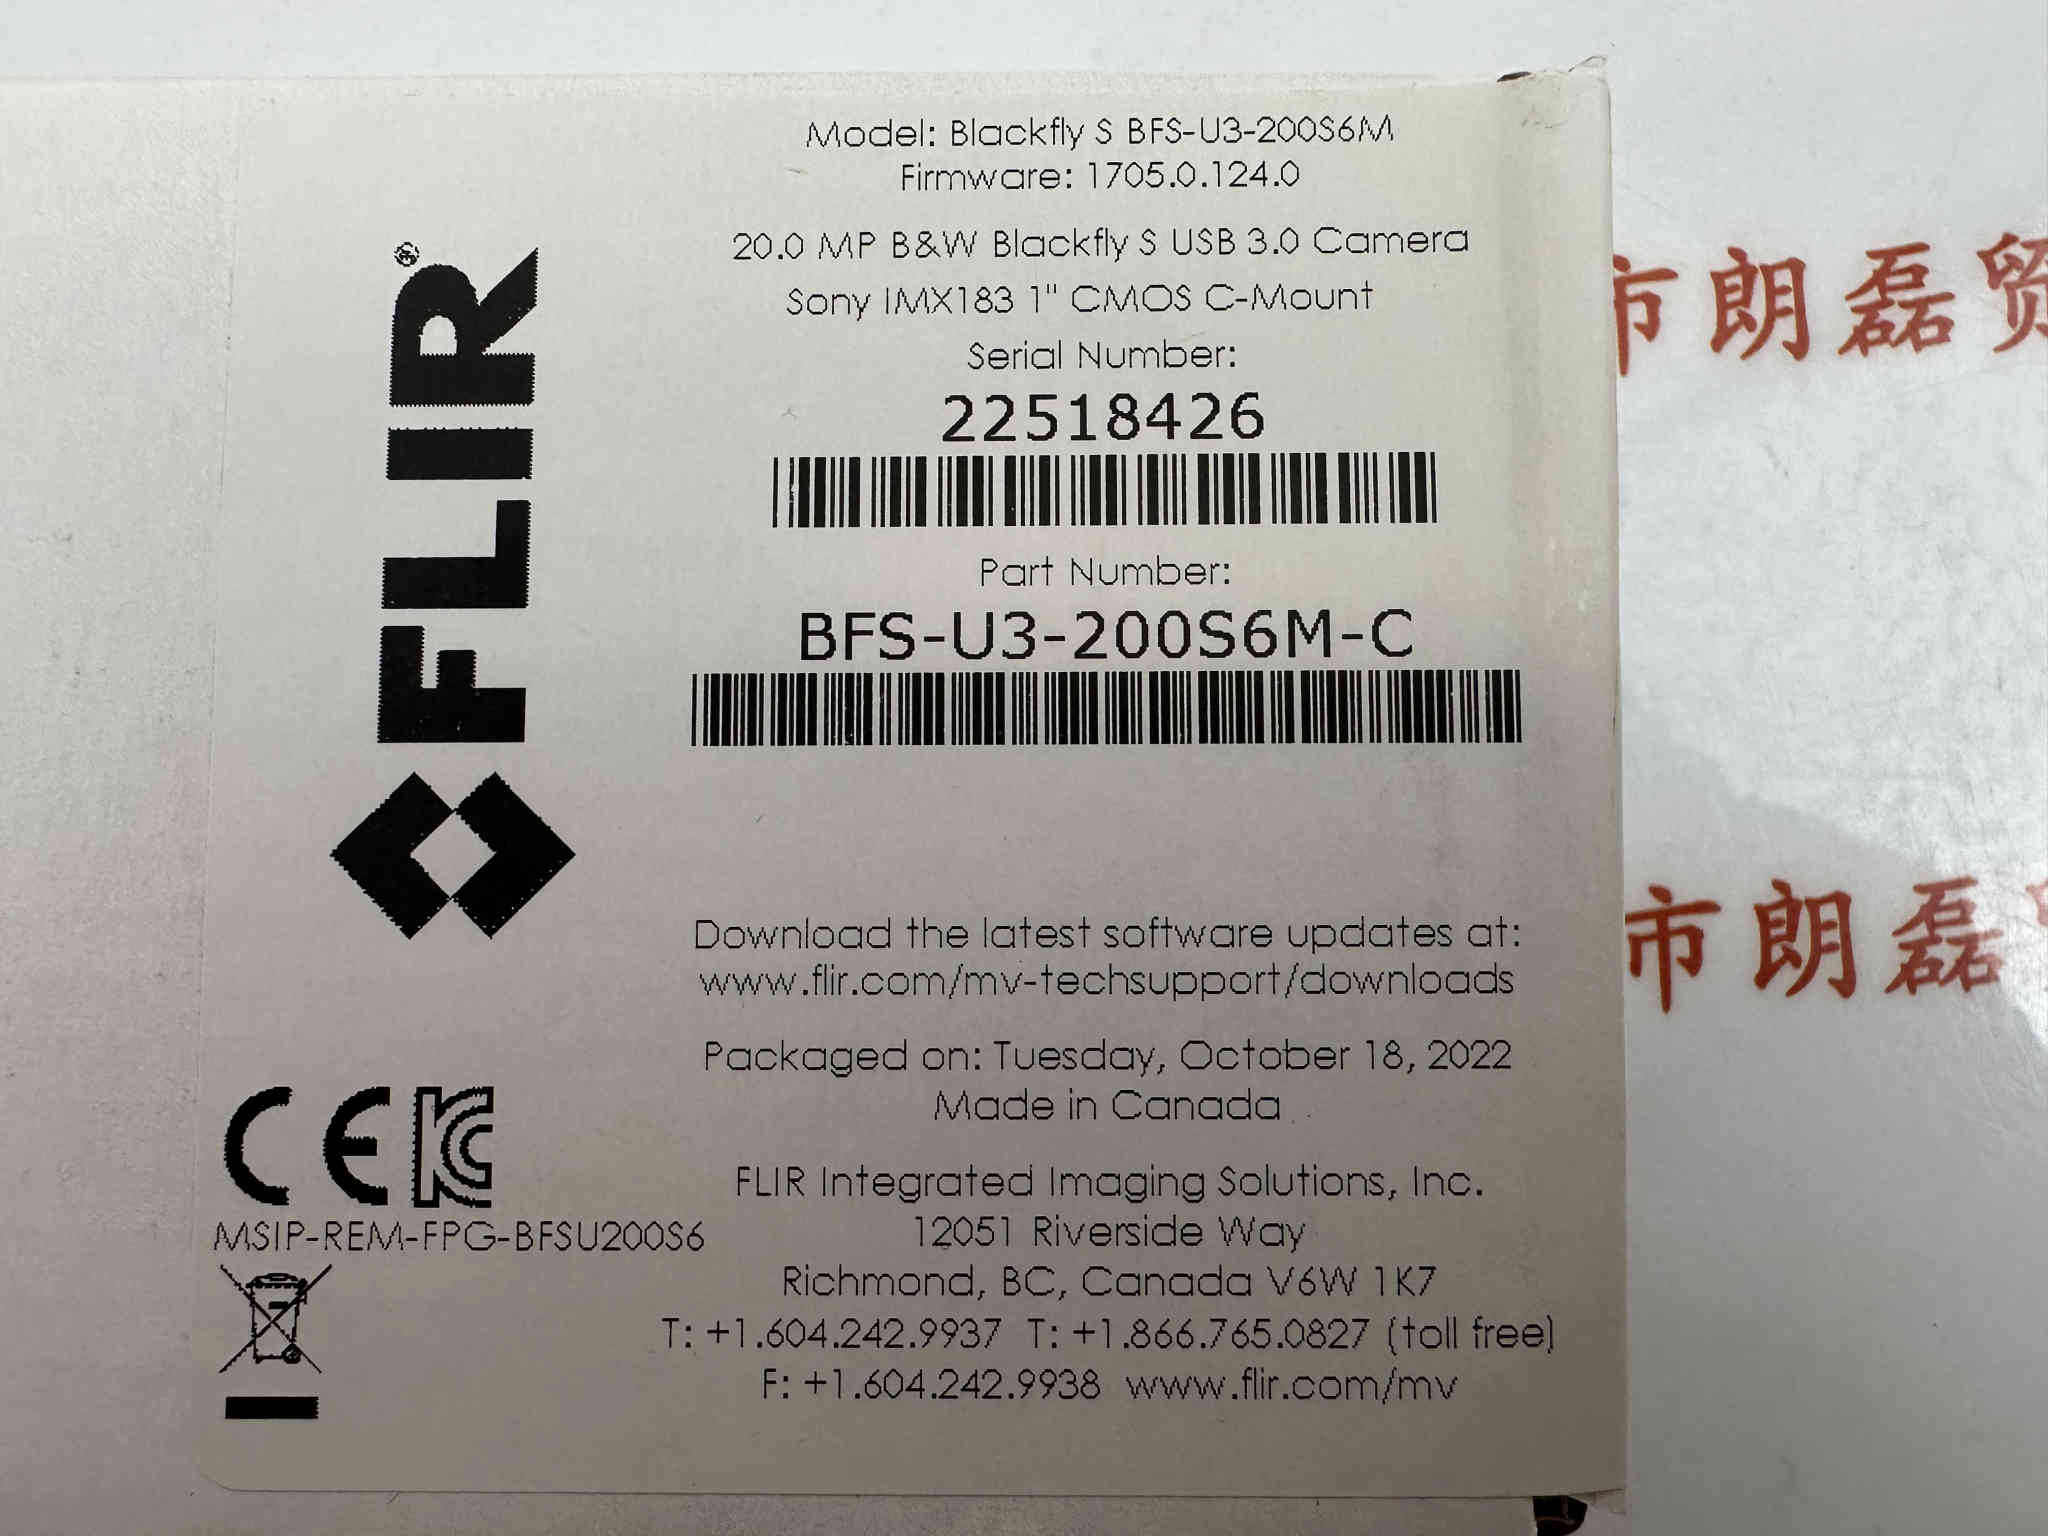 Model: Blackfly S BFS-U3-200S6M
Firmware: 1705.0.124.0
20.0 MP B&W Blackfly S USB 3.0 Camera
Sony IMX183 1" CMOS C-Mount
Serial Number:
22518426
Part Number:
BFS-U3-200S6M-C
FLIR®
Download the latest software updates at:
www.flir.com/mv-techsupport/downloads
Packaged on: Tuesday, October 18, 2022
Made in Canada
CE KC
MSIP-REM-FPG-BFSU200S6
FLIR Integrated Imaging Solutions, Inc.
12051 Riverside Way
Richmond, BC, Canada V6W 1K7
T: +1.604.242.9937 T: +1.866.765.0827 (toll free)
F: +1.604.242.9938 www.flir.com/mv
市朗磊贸
市朗磊